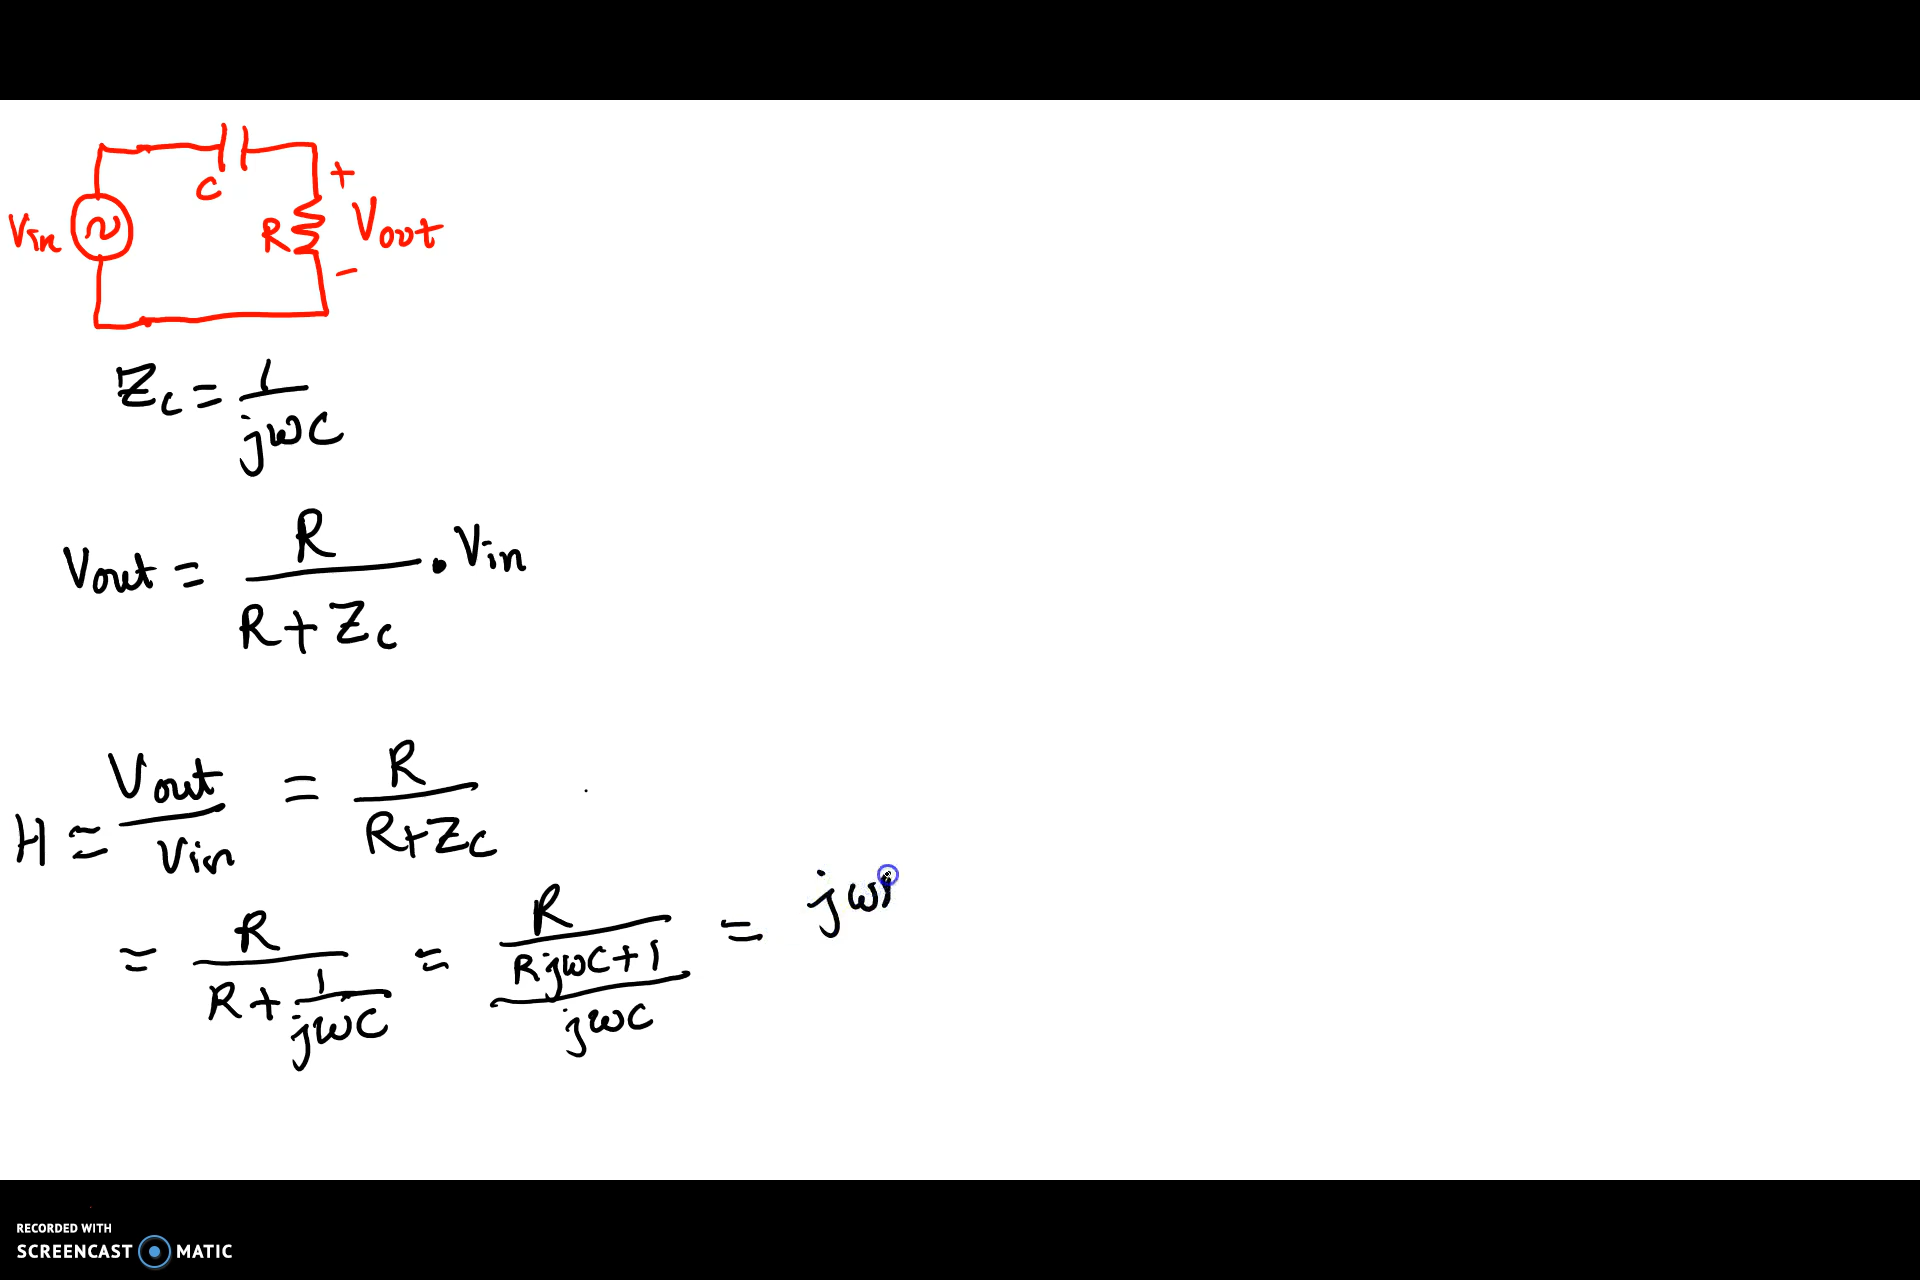 C
+
Vin
R
Vout
-
Zc = 1/jωC
Vout = R/(R+Zc) . Vin
H = Vout/Vin = R/(R+Zc)
= R/(R+1/jωC) = R/((RjωC+1)/jωC) = jω
RECORDED WITH
SCREENCAST MATIC